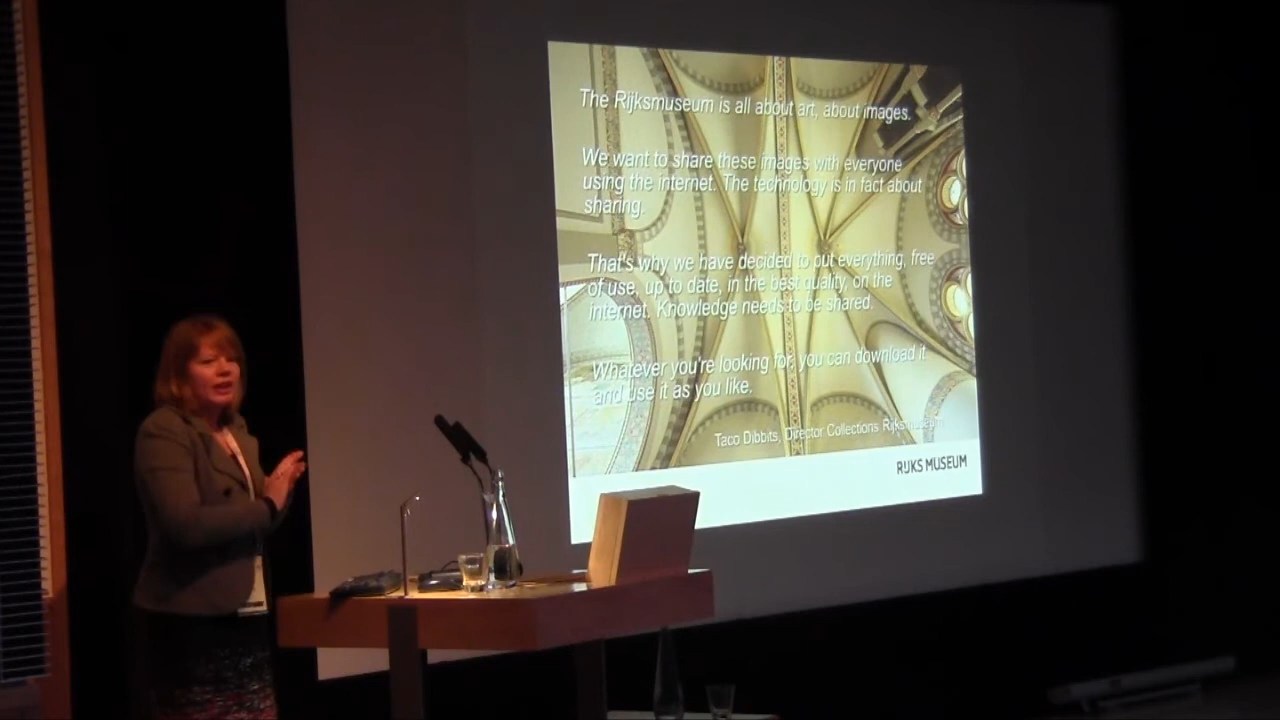 The Rijksmuseum is all about art, about images.
We want to share these images with everyone
using the internet. The technology is in fact about
sharing.
That's why we have decided to put everything, free
of use, up to date, in the best quality, on the
internet. Knowledge needs to be shared.
Whatever you're looking for, you can download it
and use it as you like.
Taco Dibbits, Director Collections Rijksmuseum
RIJKS MUSEUM